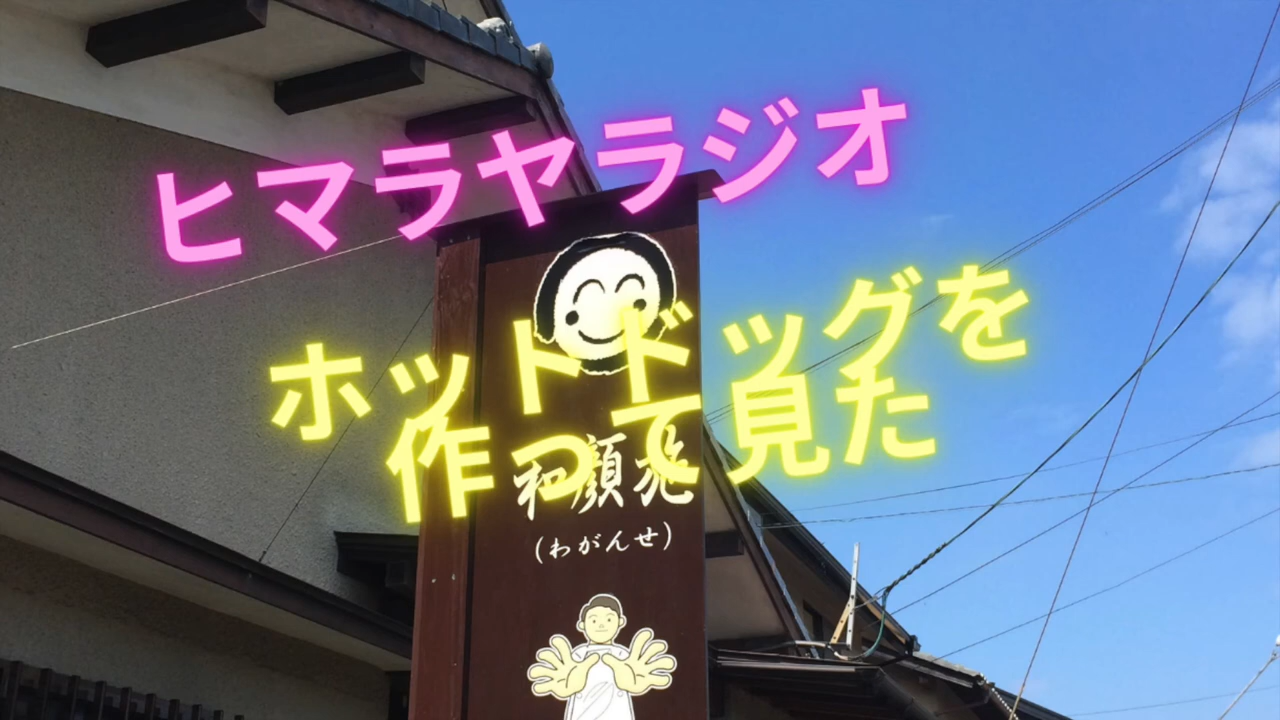 ヒマラヤラジオ
ホットドッグを
作って見た
和顔施
(わがんせ)